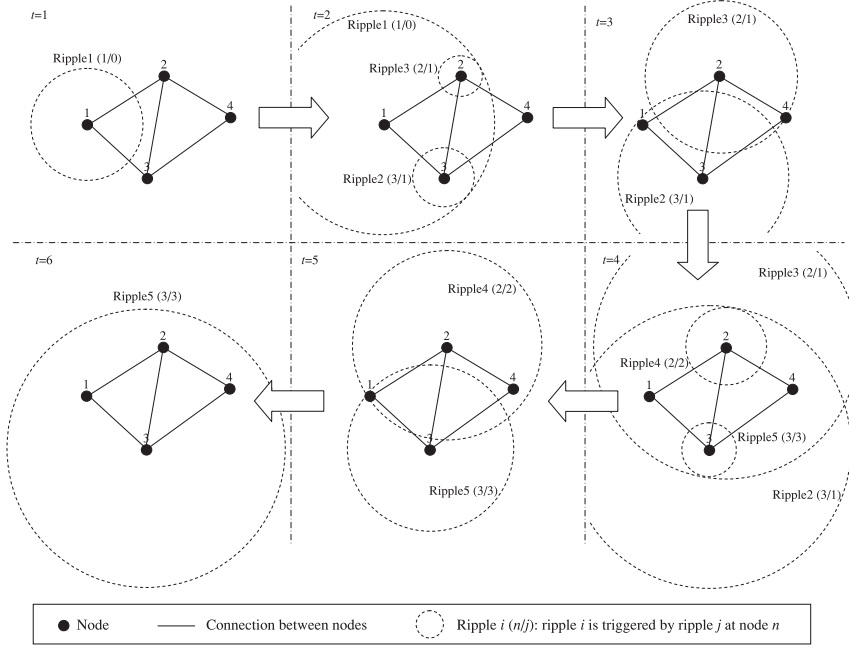 t=1
Ripple1 (1/0)
1
2
3
4
t=2
Ripple1 (1/0)
Ripple3 (2/1)
2
1
4
3
Ripple2 (3/1)
t=3
Ripple3 (2/1)
2
1
4
3
Ripple2 (3/1)
t=6
Ripple5 (3/3)
2
1
4
3
t=5
Ripple4 (2/2)
2
1
4
3
Ripple5 (3/3)
t=4
Ripple3 (2/1)
2
Ripple4 (2/2)
1
4
3
Ripple5 (3/3)
Ripple2 (3/1)
Node
Connection between nodes
Ripple i (n/j): ripple i is triggered by ripple j at node n